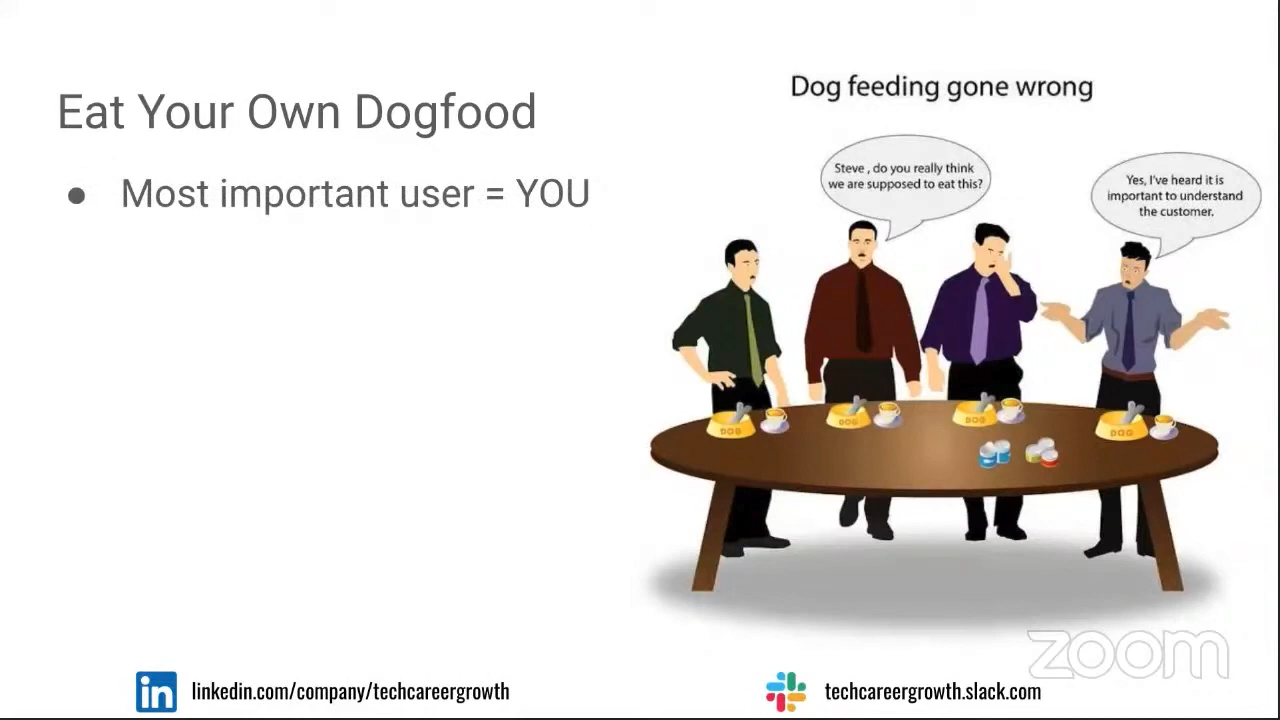 Eat Your Own Dogfood
● Most important user = YOU
Dog feeding gone wrong
Steve , do you really think
we are supposed to eat this?
Yes, I've heard it is
important to understand
the customer.
DOG
DOG
DOG
DOG
zoom
in linkedin.com/company/techcareergrowth
techcareergrowth.slack.com